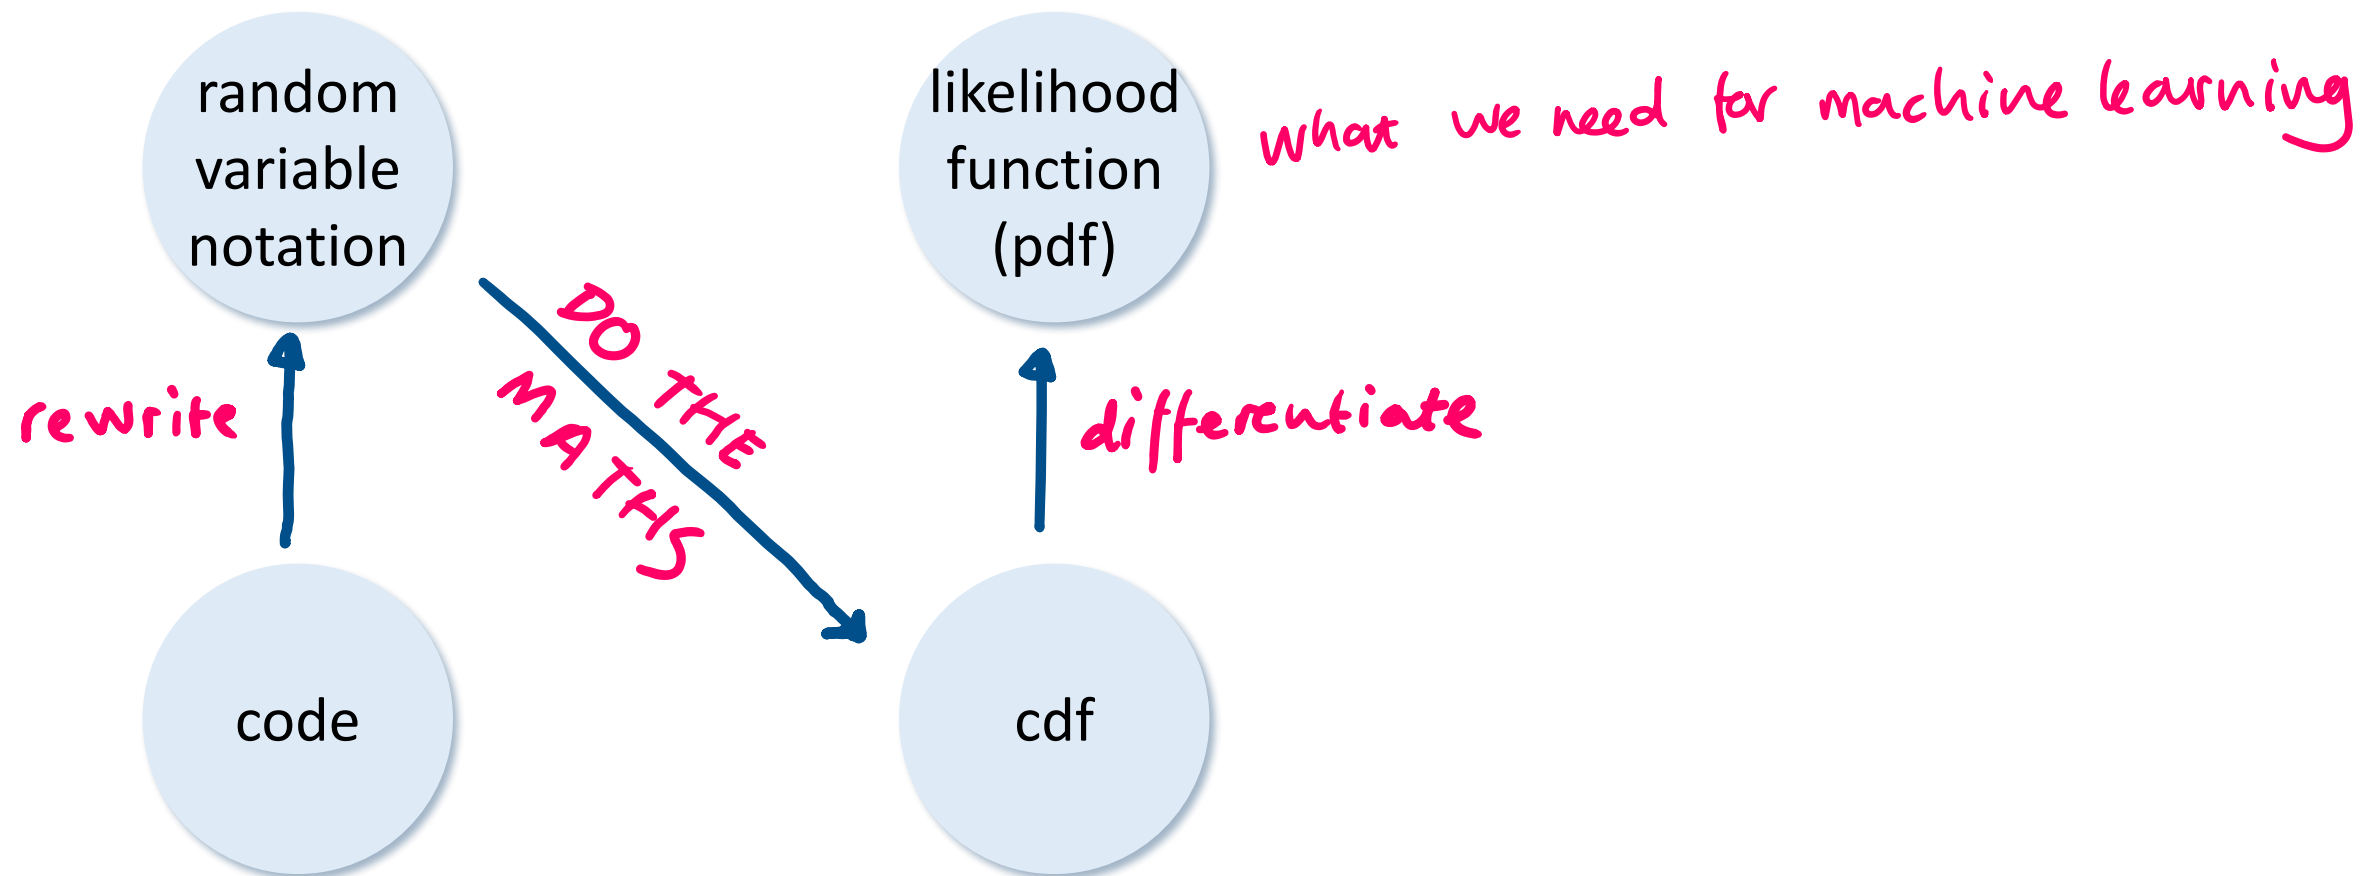 random
variable
notation
likelihood
function
(pdf)
what we need for machine learning
rewrite
DO THE
MATHS
differentiate
code
cdf